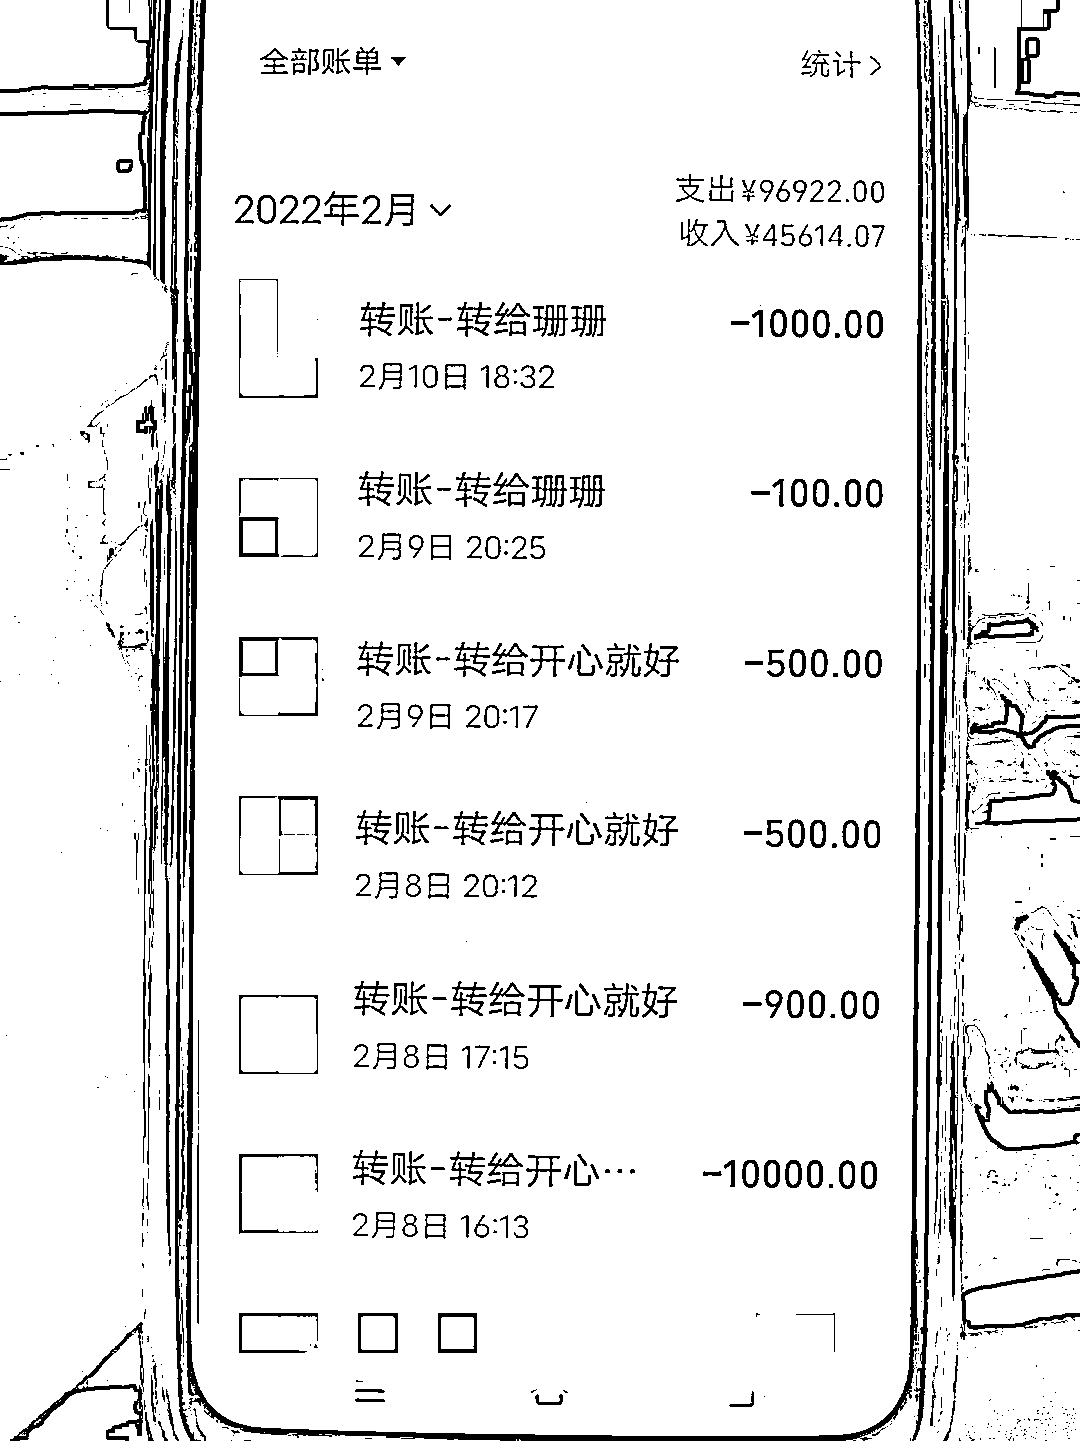 全部账单
统计
2022年2月
支出¥96922.00
收入¥45614.07
转账-转给珊珊 -1000.00
2月10日 18:32
转账-转给珊珊 -100.00
2月9日 20:25
转账-转给开心就好 -500.00
2月9日 20:17
转账-转给开心就好 -500.00
2月8日 20:12
转账-转给开心就好 -900.00
2月8日 17:15
转账-转给开心… -10000.00
2月8日 16:13